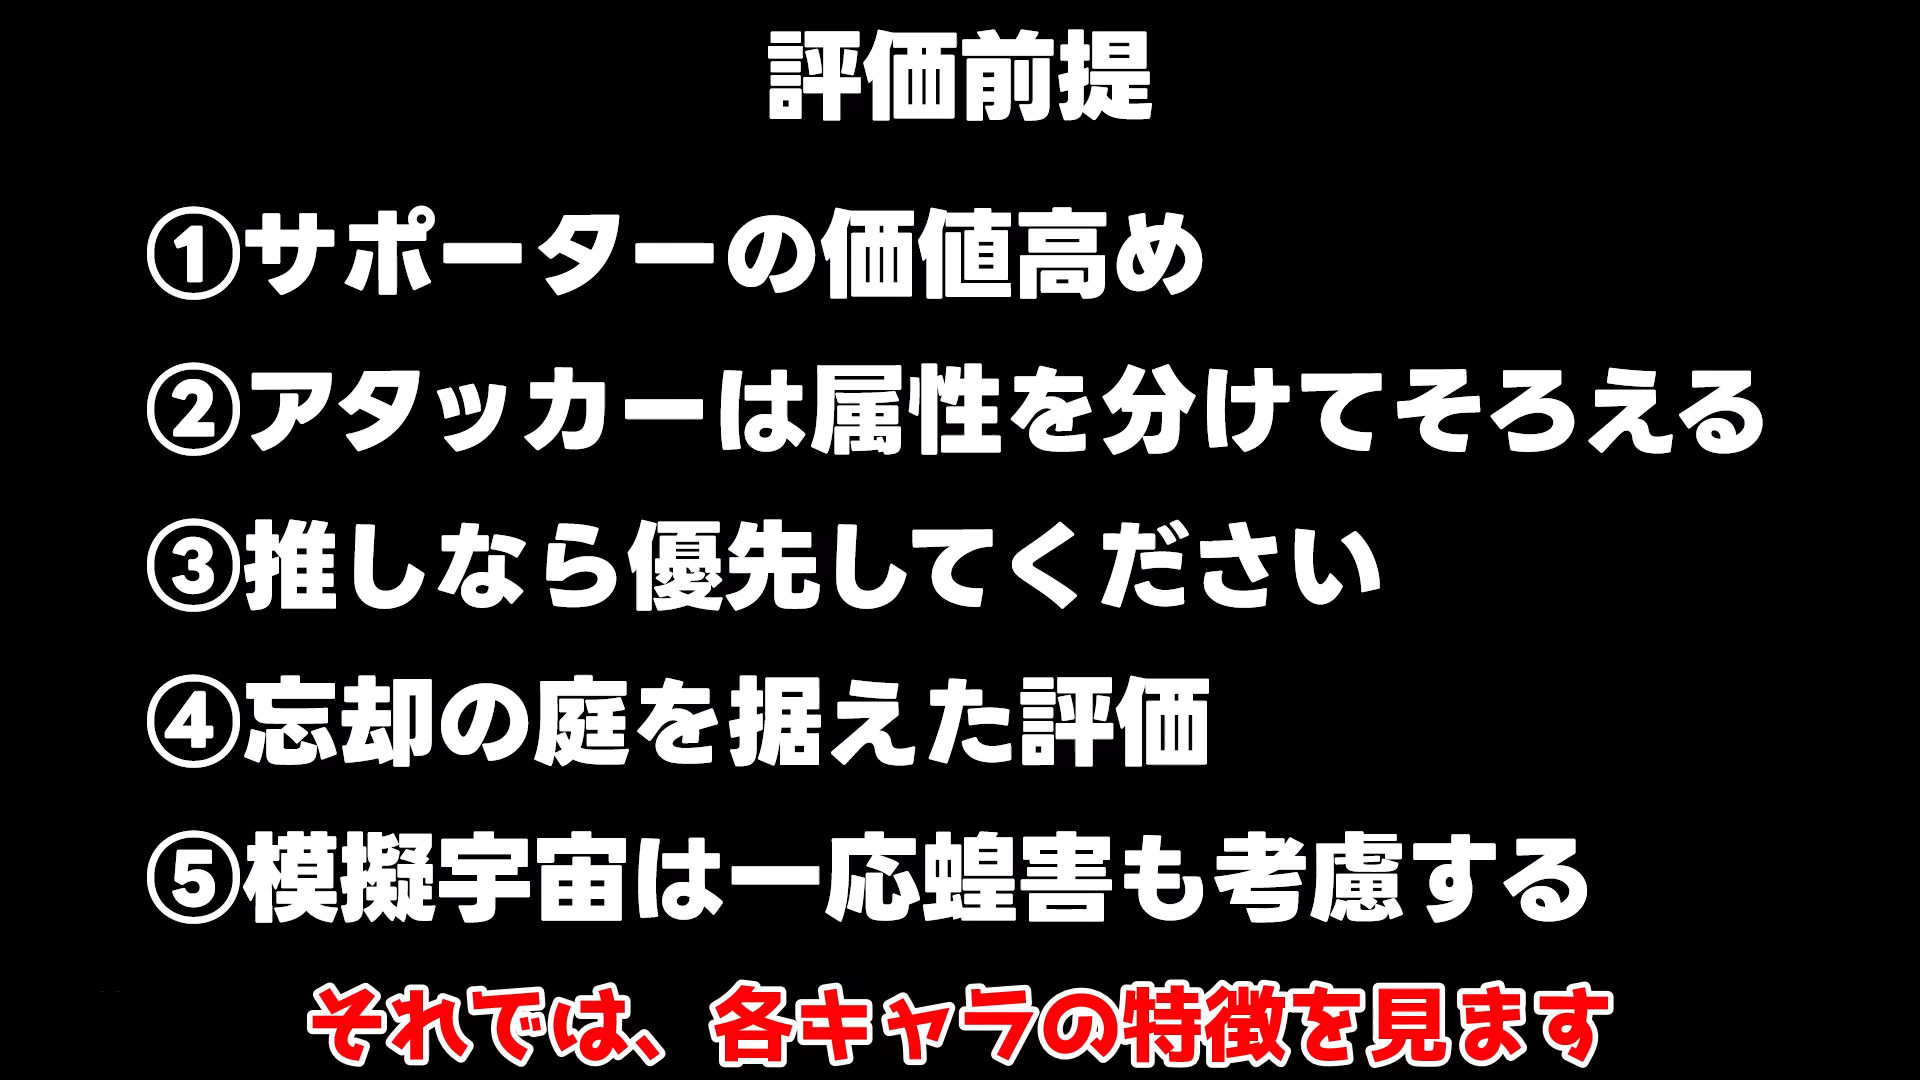 評価前提
①サポーターの価値高め
②アタッカーは属性を分けてそろえる
③推しなら優先してください
④忘却の庭を据えた評価
⑤模擬宇宙は一応蝗害も考慮する
それでは、各キャラの特徴を見ます